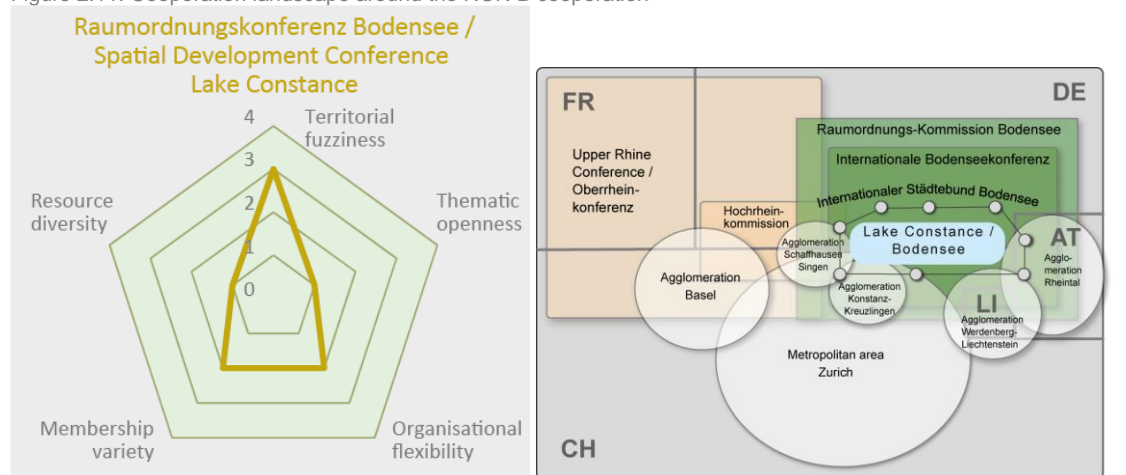 Raumordnungskonferenz Bodensee /
Spatial Development Conference
Lake Constance
4
3
2
1
0
Territorial
fuzziness
Thematic
openness
Organisational
flexibility
Membership
variety
Resource
diversity
FR
DE
Upper Rhine
Conference /
Oberrhein-
konferenz
Raumordnungs-Kommission Bodensee
Internationale Bodenseekonferenz
Internationaler Städtebund Bodensee
Hochrhein-
kommission
Lake Constance /
Bodensee
Agglomeration
Schaffhausen
Singen
AT
Agglo-
meration
Rheintal
Agglomeration
Basel
Agglomeration
Konstanz-
Kreuzlingen
LI
Agglomeration
Werdenberg-
Liechtenstein
Metropolitan area
Zurich
CH